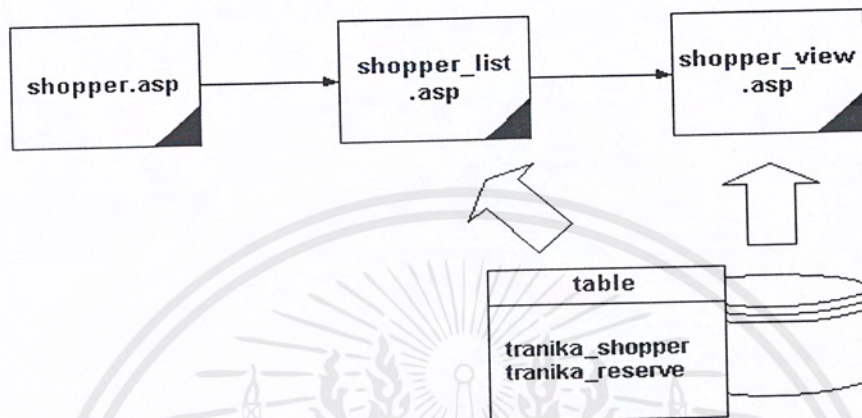 shopper.asp
shopper_list
.asp
shopper_view
.asp
table
tranika_shopper
tranika_reserve